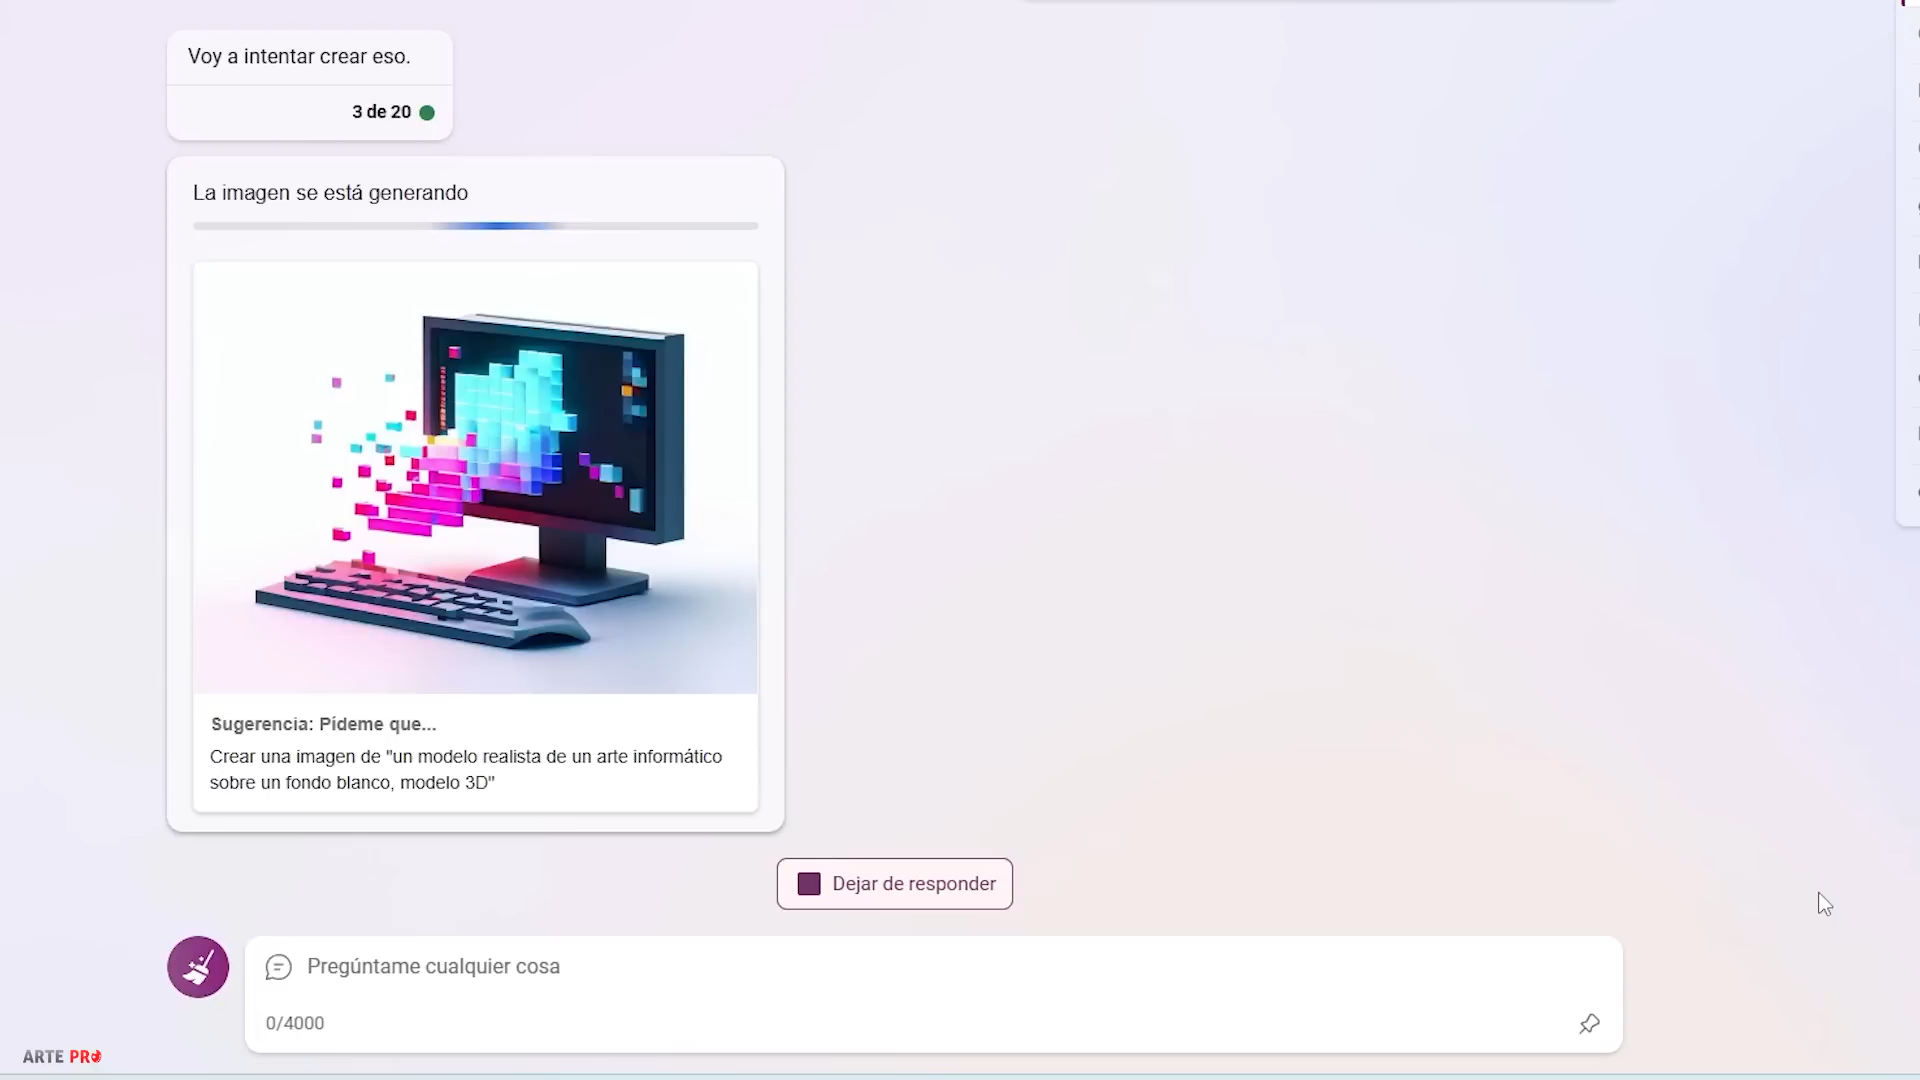 Voy a intentar crear eso.
3 de 20
La imagen se está generando
Sugerencia: Pídeme que...
Crear una imagen de "un modelo realista de un arte informático
sobre un fondo blanco, modelo 3D"
Dejar de responder
Pregúntame cualquier cosa
0/4000
ARTE PRO